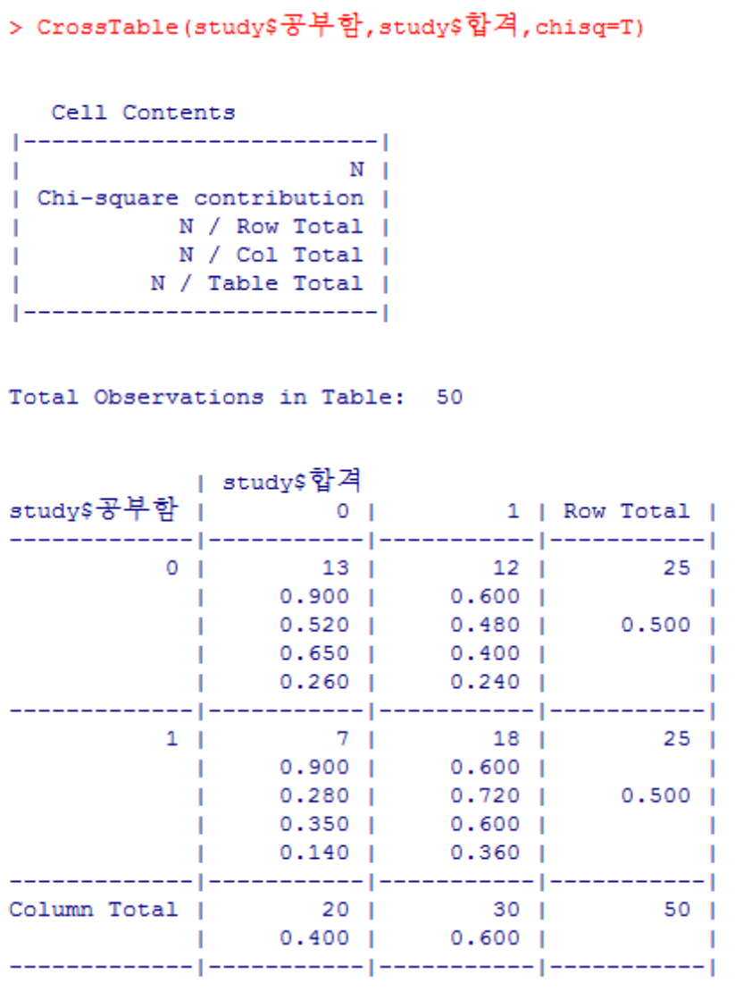 > CrossTable(study$공부함,study$합격,chisq=T)
   Cell Contents
|-------------------------|
|                       N |
| Chi-square contribution |
|           N / Row Total |
|           N / Col Total |
|         N / Table Total |
|-------------------------|
Total Observations in Table:  50
             | study$합격
study$공부함 |         0 |         1 | Row Total |
-------------|-----------|-----------|-----------|
           0 |        13 |        12 |        25 |
             |     0.900 |     0.600 |           |
             |     0.520 |     0.480 |     0.500 |
             |     0.650 |     0.400 |           |
             |     0.260 |     0.240 |           |
-------------|-----------|-----------|-----------|
           1 |         7 |        18 |        25 |
             |     0.900 |     0.600 |           |
             |     0.280 |     0.720 |     0.500 |
             |     0.350 |     0.600 |           |
             |     0.140 |     0.360 |           |
-------------|-----------|-----------|-----------|
Column Total |        20 |        30 |        50 |
             |     0.400 |     0.600 |           |
-------------|-----------|-----------|-----------|